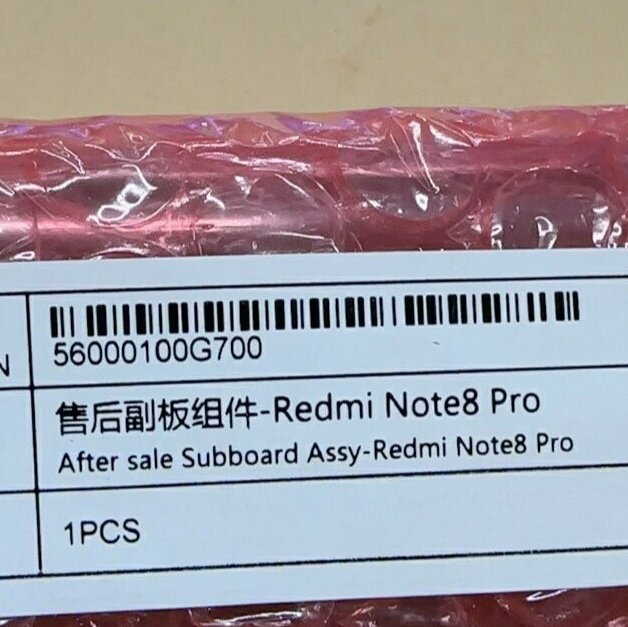 N
56000100G700
售后副板组件-Redmi Note8 Pro
After sale Subboard Assy-Redmi Note8 Pro
1PCS